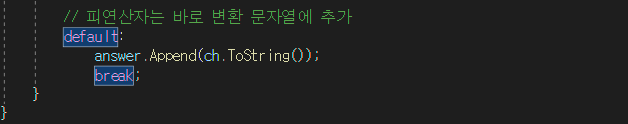 // 피연산자는 바로 변환 문자열에 추가
default:
answer.Append(ch.ToString());
break;
}
}